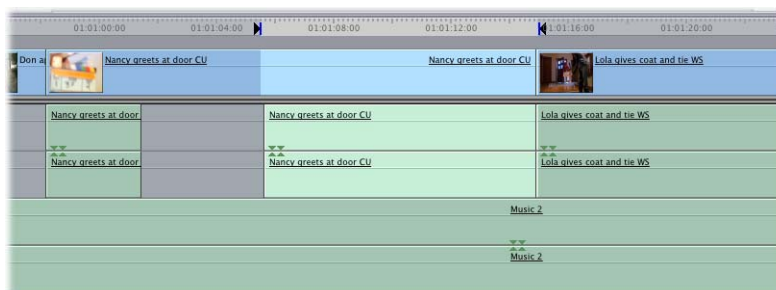 01:01:00:00 01:01:04:00 01:01:08:00 01:01:12:00 01:01:16:00 01:01:20:00
Don a Nancy greets at door CU Nancy greets at door CU Lola gives coat and tie WS
Nancy greets at door Nancy greets at door CU Lola gives coat and tie WS
Nancy greets at door Nancy greets at door CU Lola gives coat and tie WS
Music 2
Music 2